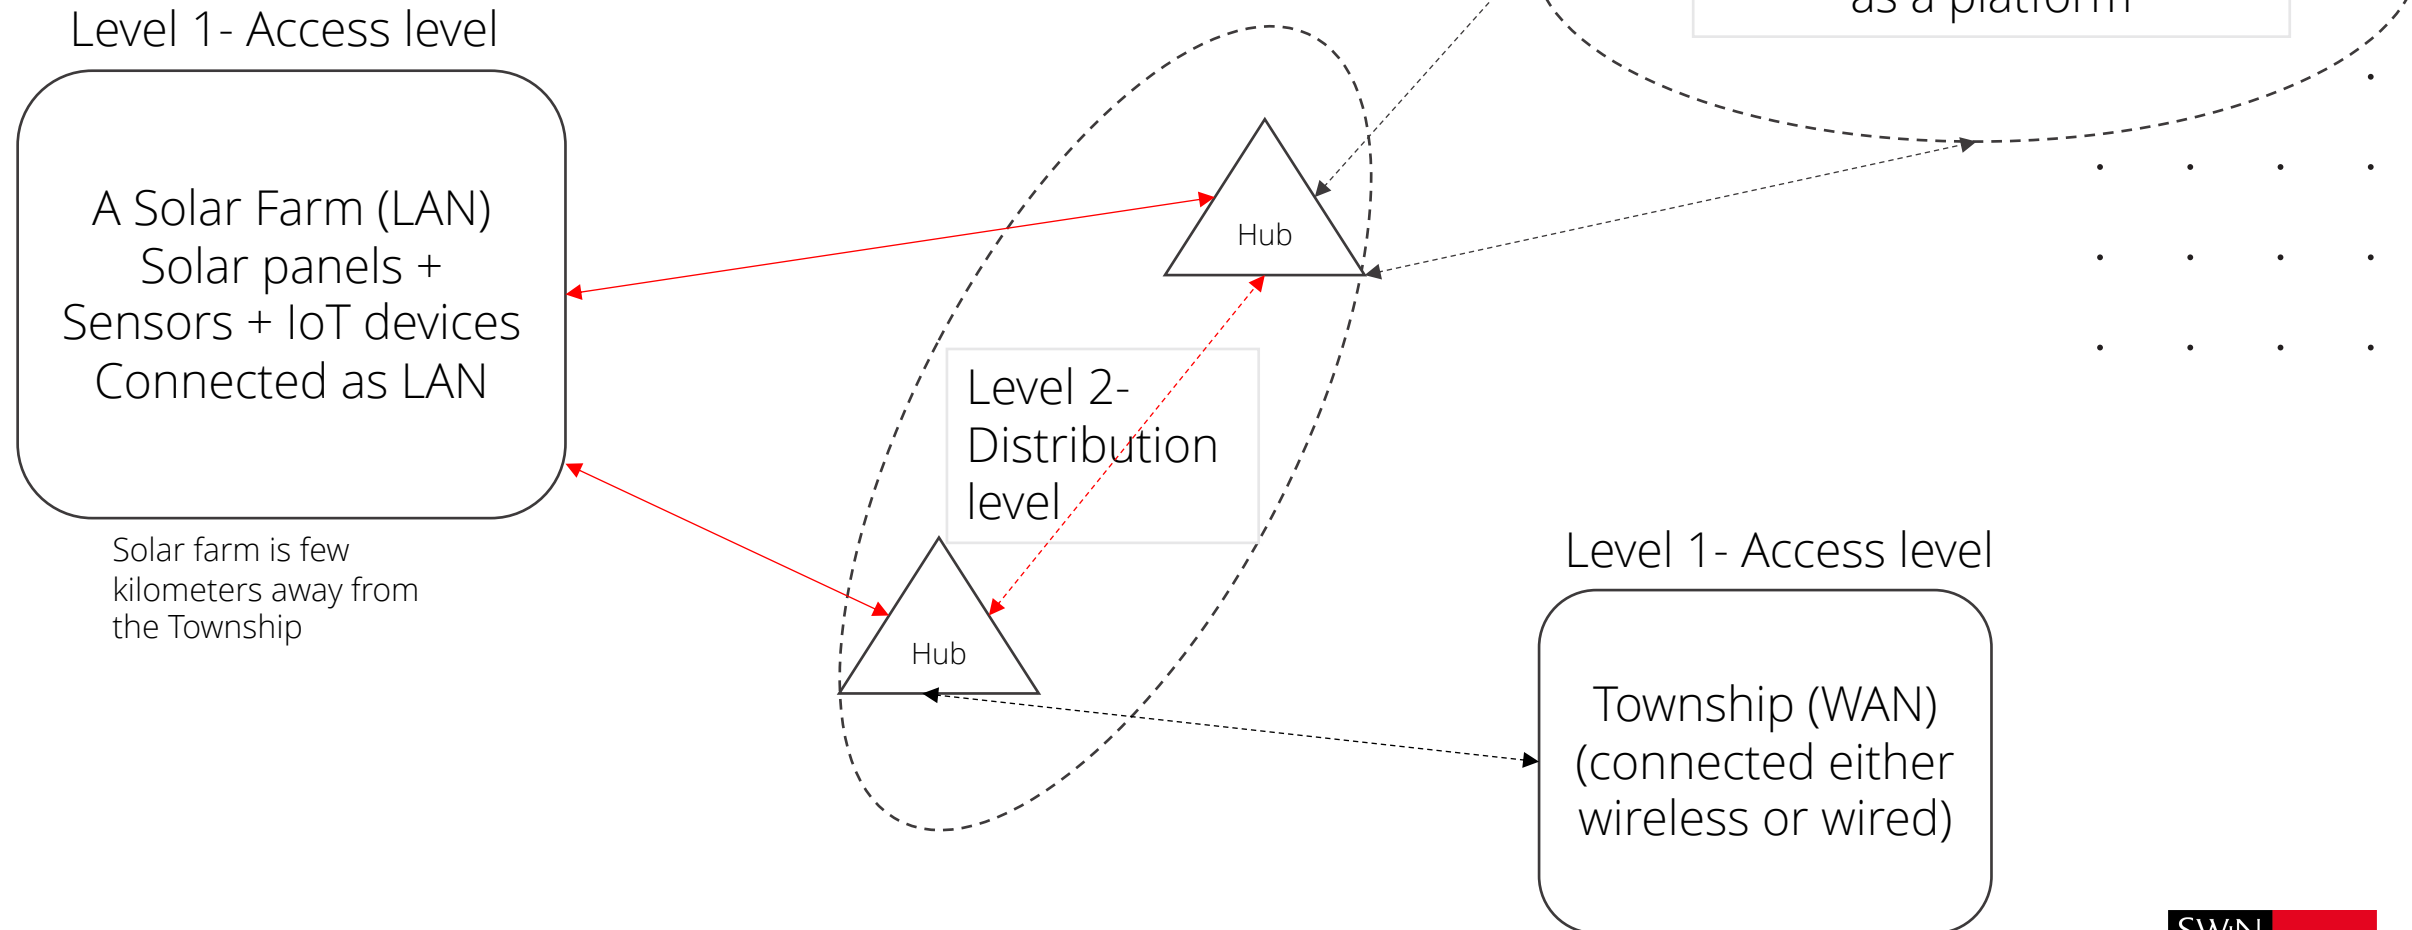 as a platform
Level 1- Access level
A Solar Farm (LAN)
Solar panels +
Sensors + IoT devices
Connected as LAN
Solar farm is few
kilometers away from
the Township
Hub
Level 2-
Distribution
level
Hub
Level 1- Access level
Township (WAN)
(connected either
wireless or wired)